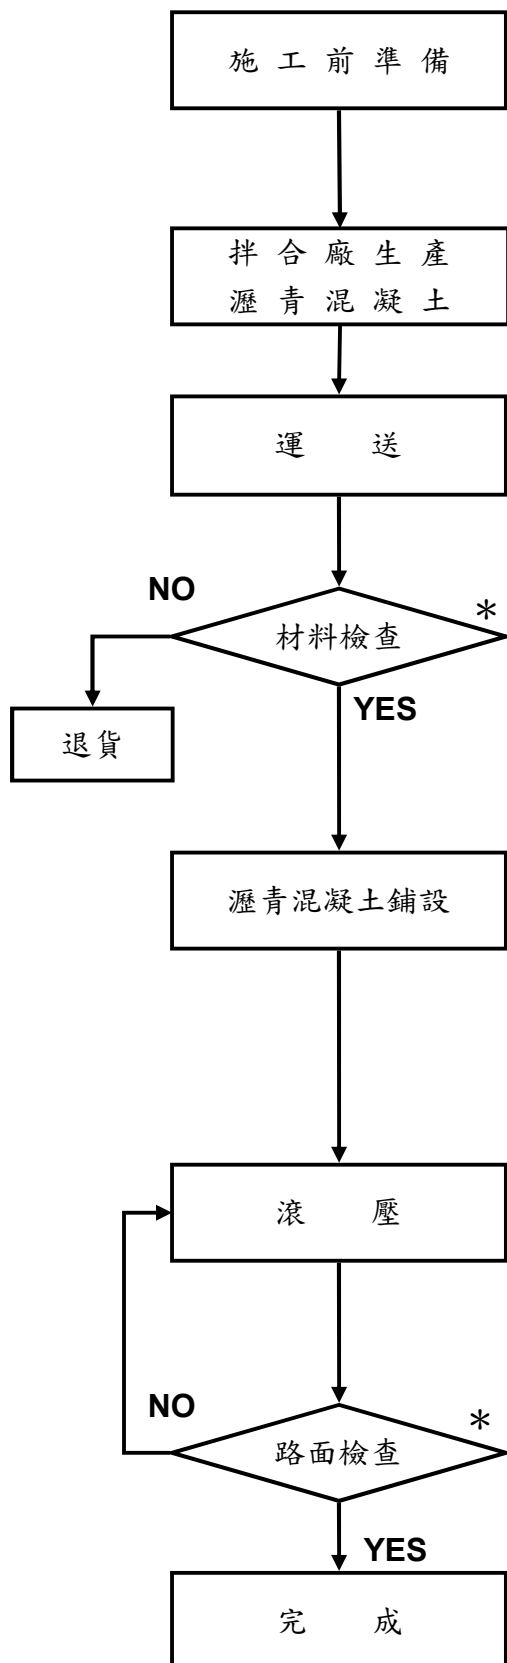 施工前準備
拌合廠生產
瀝青混凝土
運送
NO
材料檢查
*
YES
退貨
瀝青混凝土鋪設
滾壓
NO
路面檢查
*
YES
完成